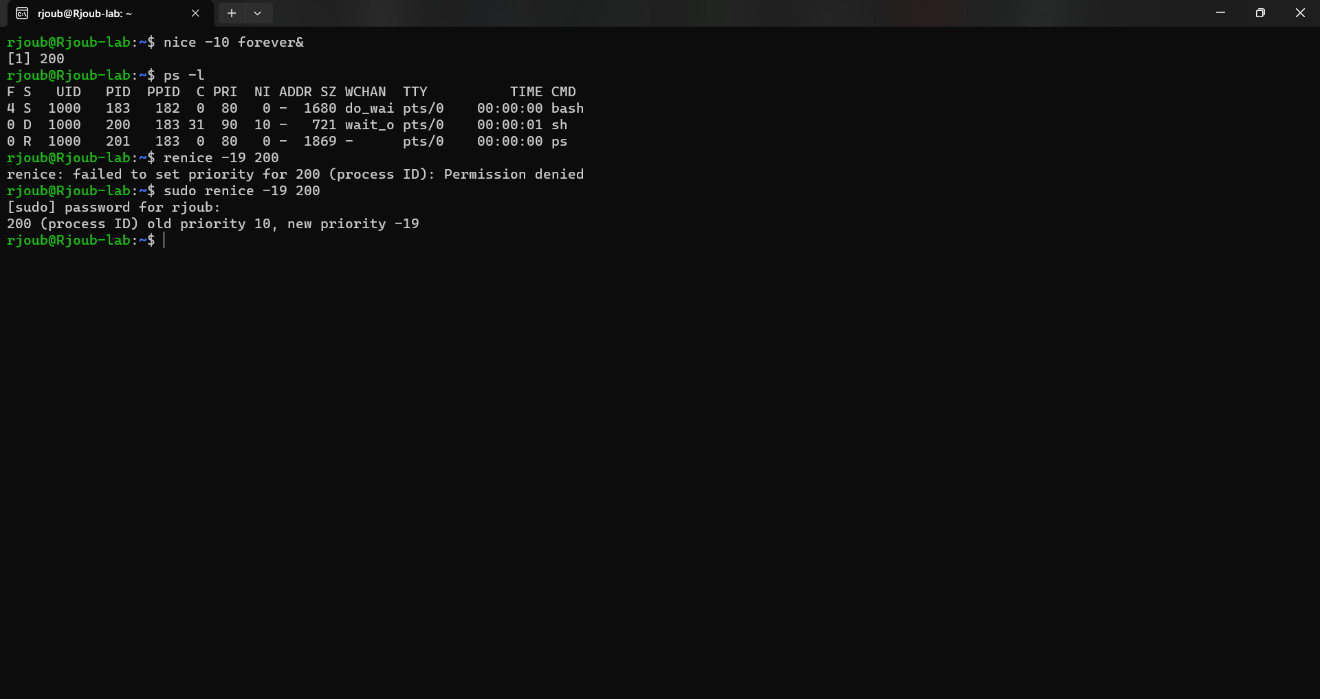 rjoub@Rjoub-lab: ~
rjoub@Rjoub-lab:~$ nice -10 forever&
[1] 200
rjoub@Rjoub-lab:~$ ps -l
F S   UID   PID  PPID  C PRI  NI ADDR SZ WCHAN  TTY          TIME CMD
4 S  1000   183   182  0  80   0 -  1680 do_wai pts/0    00:00:00 bash
0 D  1000   200   183 31  90  10 -   721 wait_o pts/0    00:00:01 sh
0 R  1000   201   183  0  80   0 -  1869 -      pts/0    00:00:00 ps
rjoub@Rjoub-lab:~$ renice -19 200
renice: failed to set priority for 200 (process ID): Permission denied
rjoub@Rjoub-lab:~$ sudo renice -19 200
[sudo] password for rjoub:
200 (process ID) old priority 10, new priority -19
rjoub@Rjoub-lab:~$